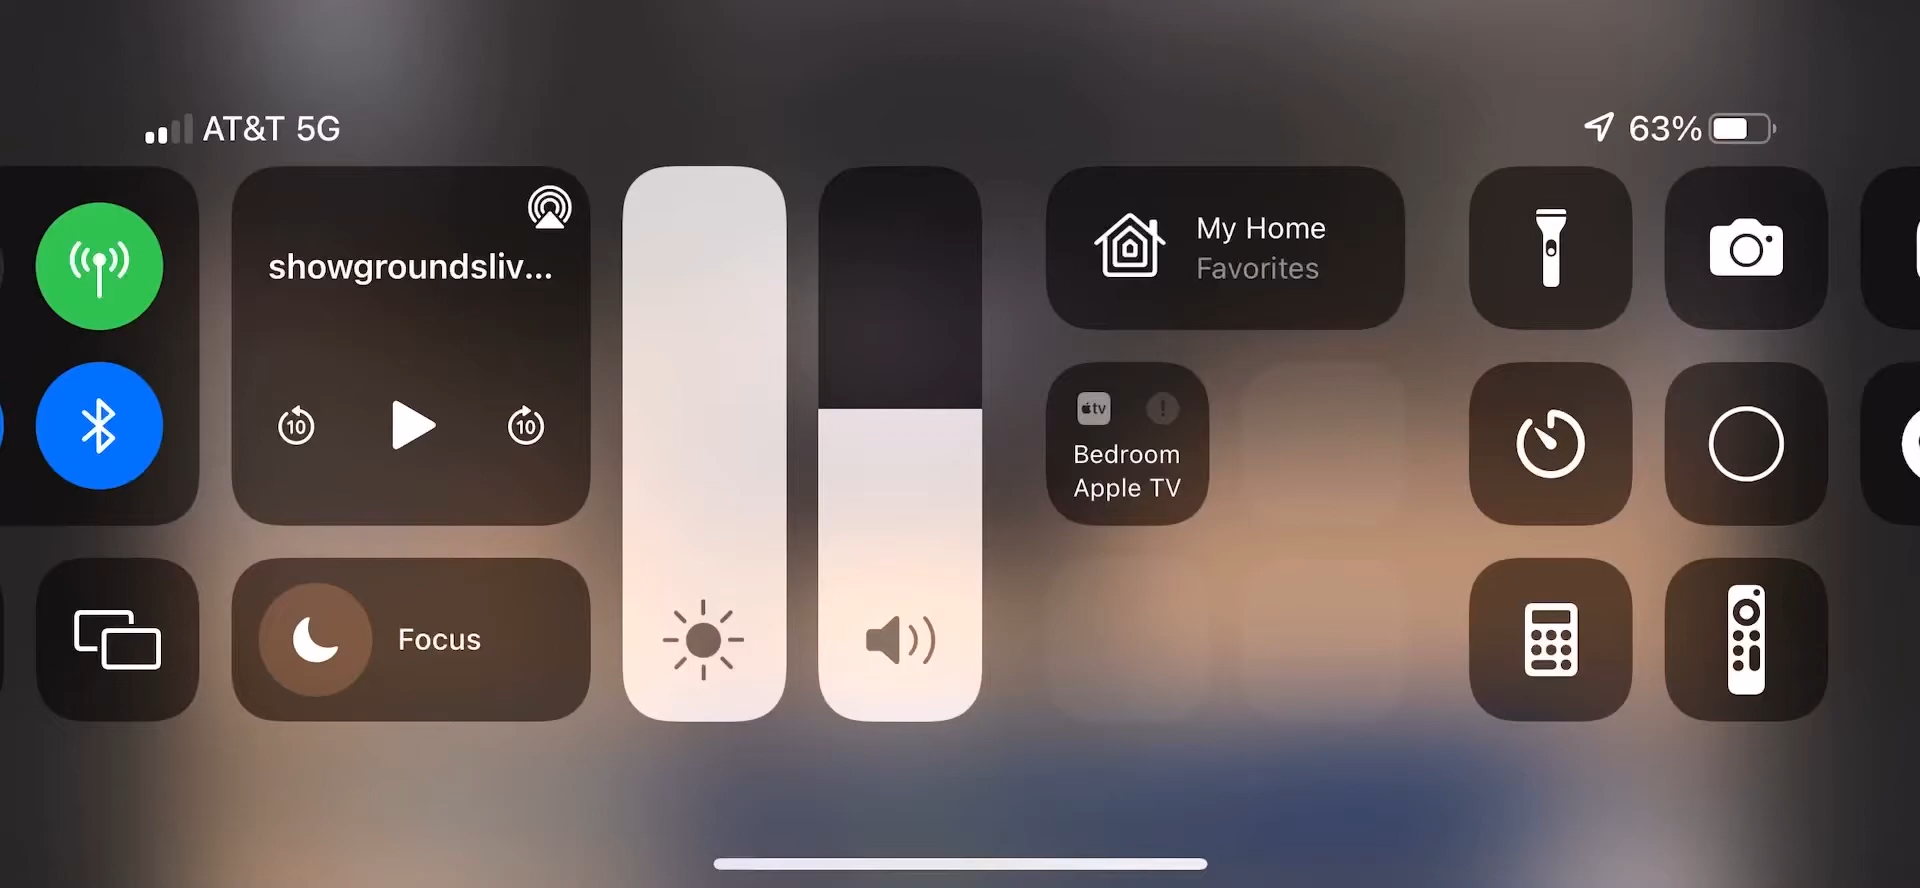 AT&T 5G
63%
showgroundsliv...
10
10
My Home
Favorites
tv
Bedroom
Apple TV
Focus